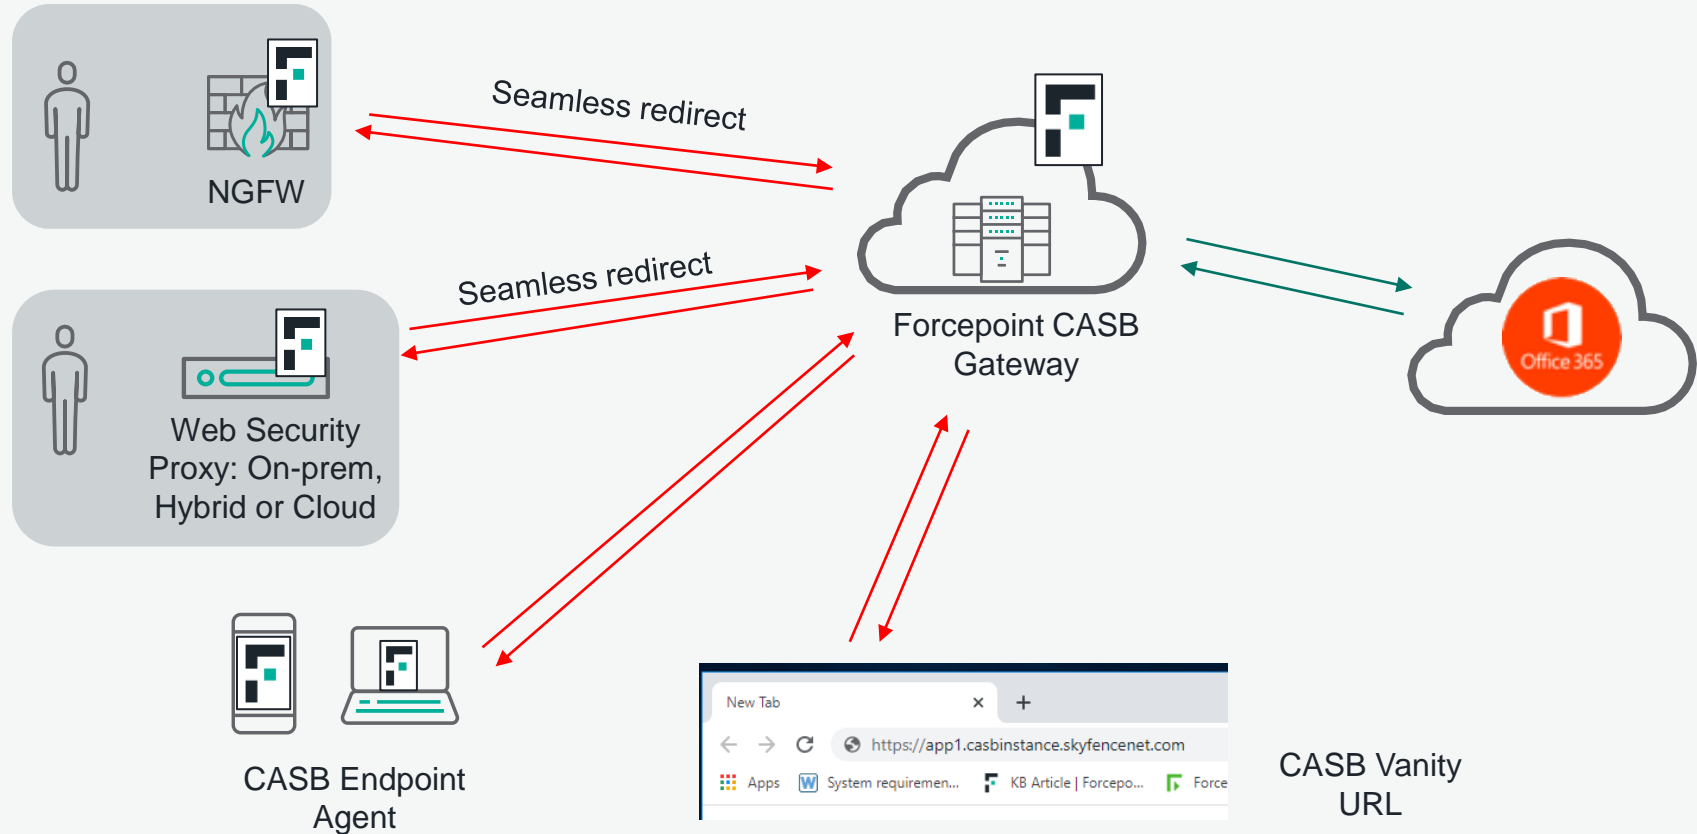 Seamless redirect
NGFW
Seamless redirect
Web Security
Proxy: On-prem,
Hybrid or Cloud
Forcepoint CASB
Gateway
Office 365
CASB Endpoint
Agent
New Tab
https://app1.casbinstance.skyfencenet.com
Apps W System requiremen... KB Article | Forcepo... Force
CASB Vanity
URL